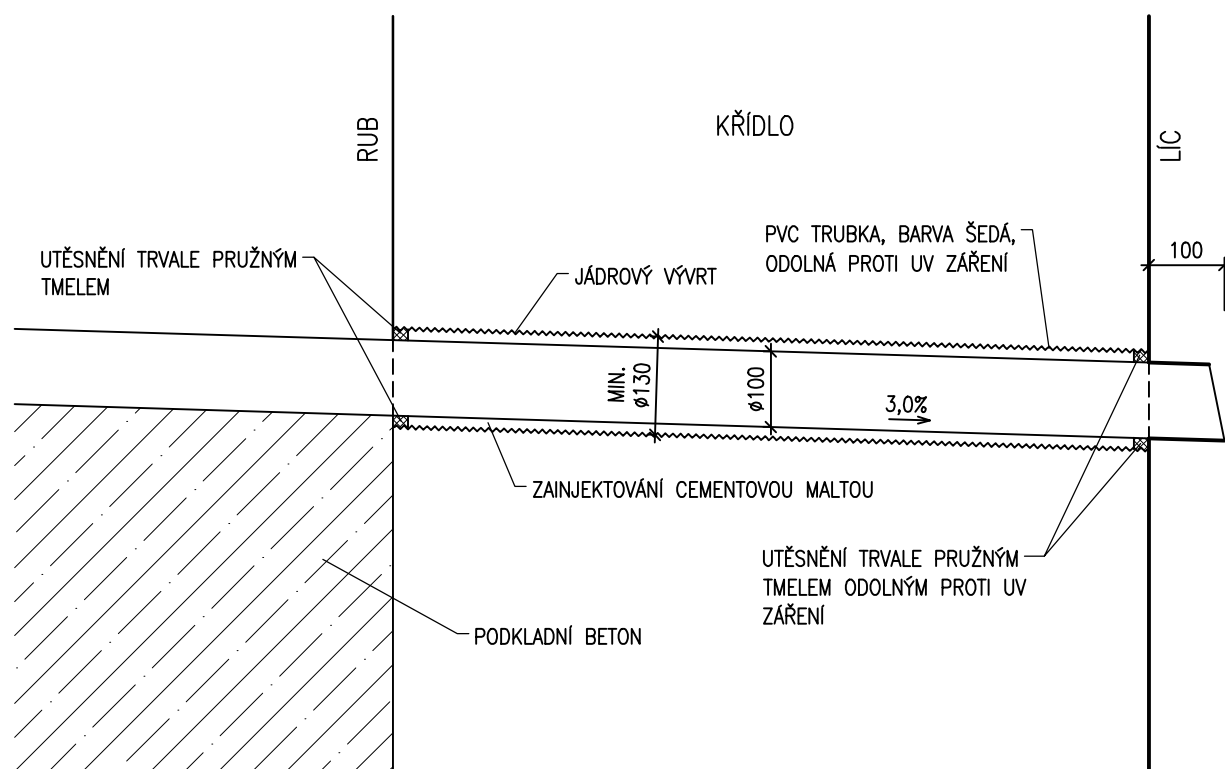 KŘÍDLO
RUB
LÍC
PVC TRUBKA, BARVA ŠEDÁ,
ODOLNÁ PROTI UV ZÁŘENÍ
100
UTĚSNĚNÍ TRVALE PRUŽNÝM
TMELEM
JÁDROVÝ VÝVRT
MIN.
ø130
ø100
3,0%
ZAINJEKTOVÁNÍ CEMENTOVOU MALTOU
UTĚSNĚNÍ TRVALE PRUŽNÝM
TMELEM ODOLNÝM PROTI UV
ZÁŘENÍ
PODKLADNÍ BETON